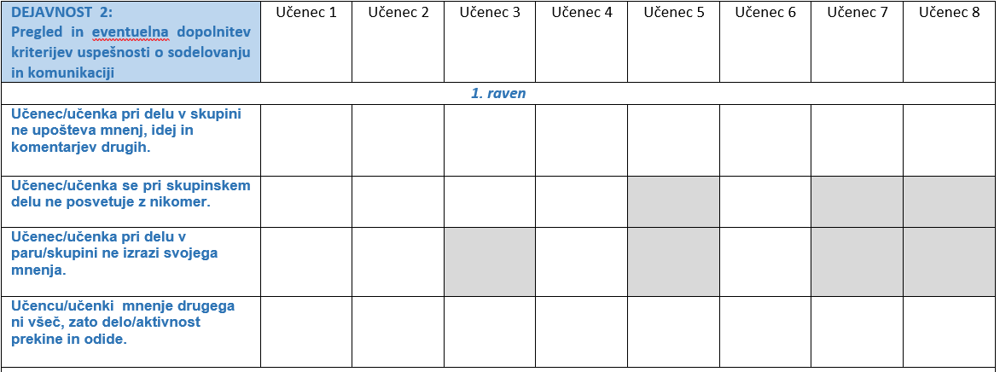 DEJAVNOST 2:
Pregled in eventuelna dopolnitev
kriterijev uspešnosti o sodelovanju
in komunikaciji
Učenec 1
Učenec 2
Učenec 3
Učenec 4
Učenec 5
Učenec 6
Učenec 7
Učenec 8
1. raven
Učenec/učenka pri delu v skupini
ne upošteva mnenj, idej in
komentarjev drugih.
Učenec/učenka se pri skupinskem
delu ne posvetuje z nikomer.
Učenec/učenka pri delu v
paru/skupini ne izrazi svojega
mnenja.
Učencu/učenki mnenje drugega
ni všeč, zato delo/aktivnost
prekine in odide.